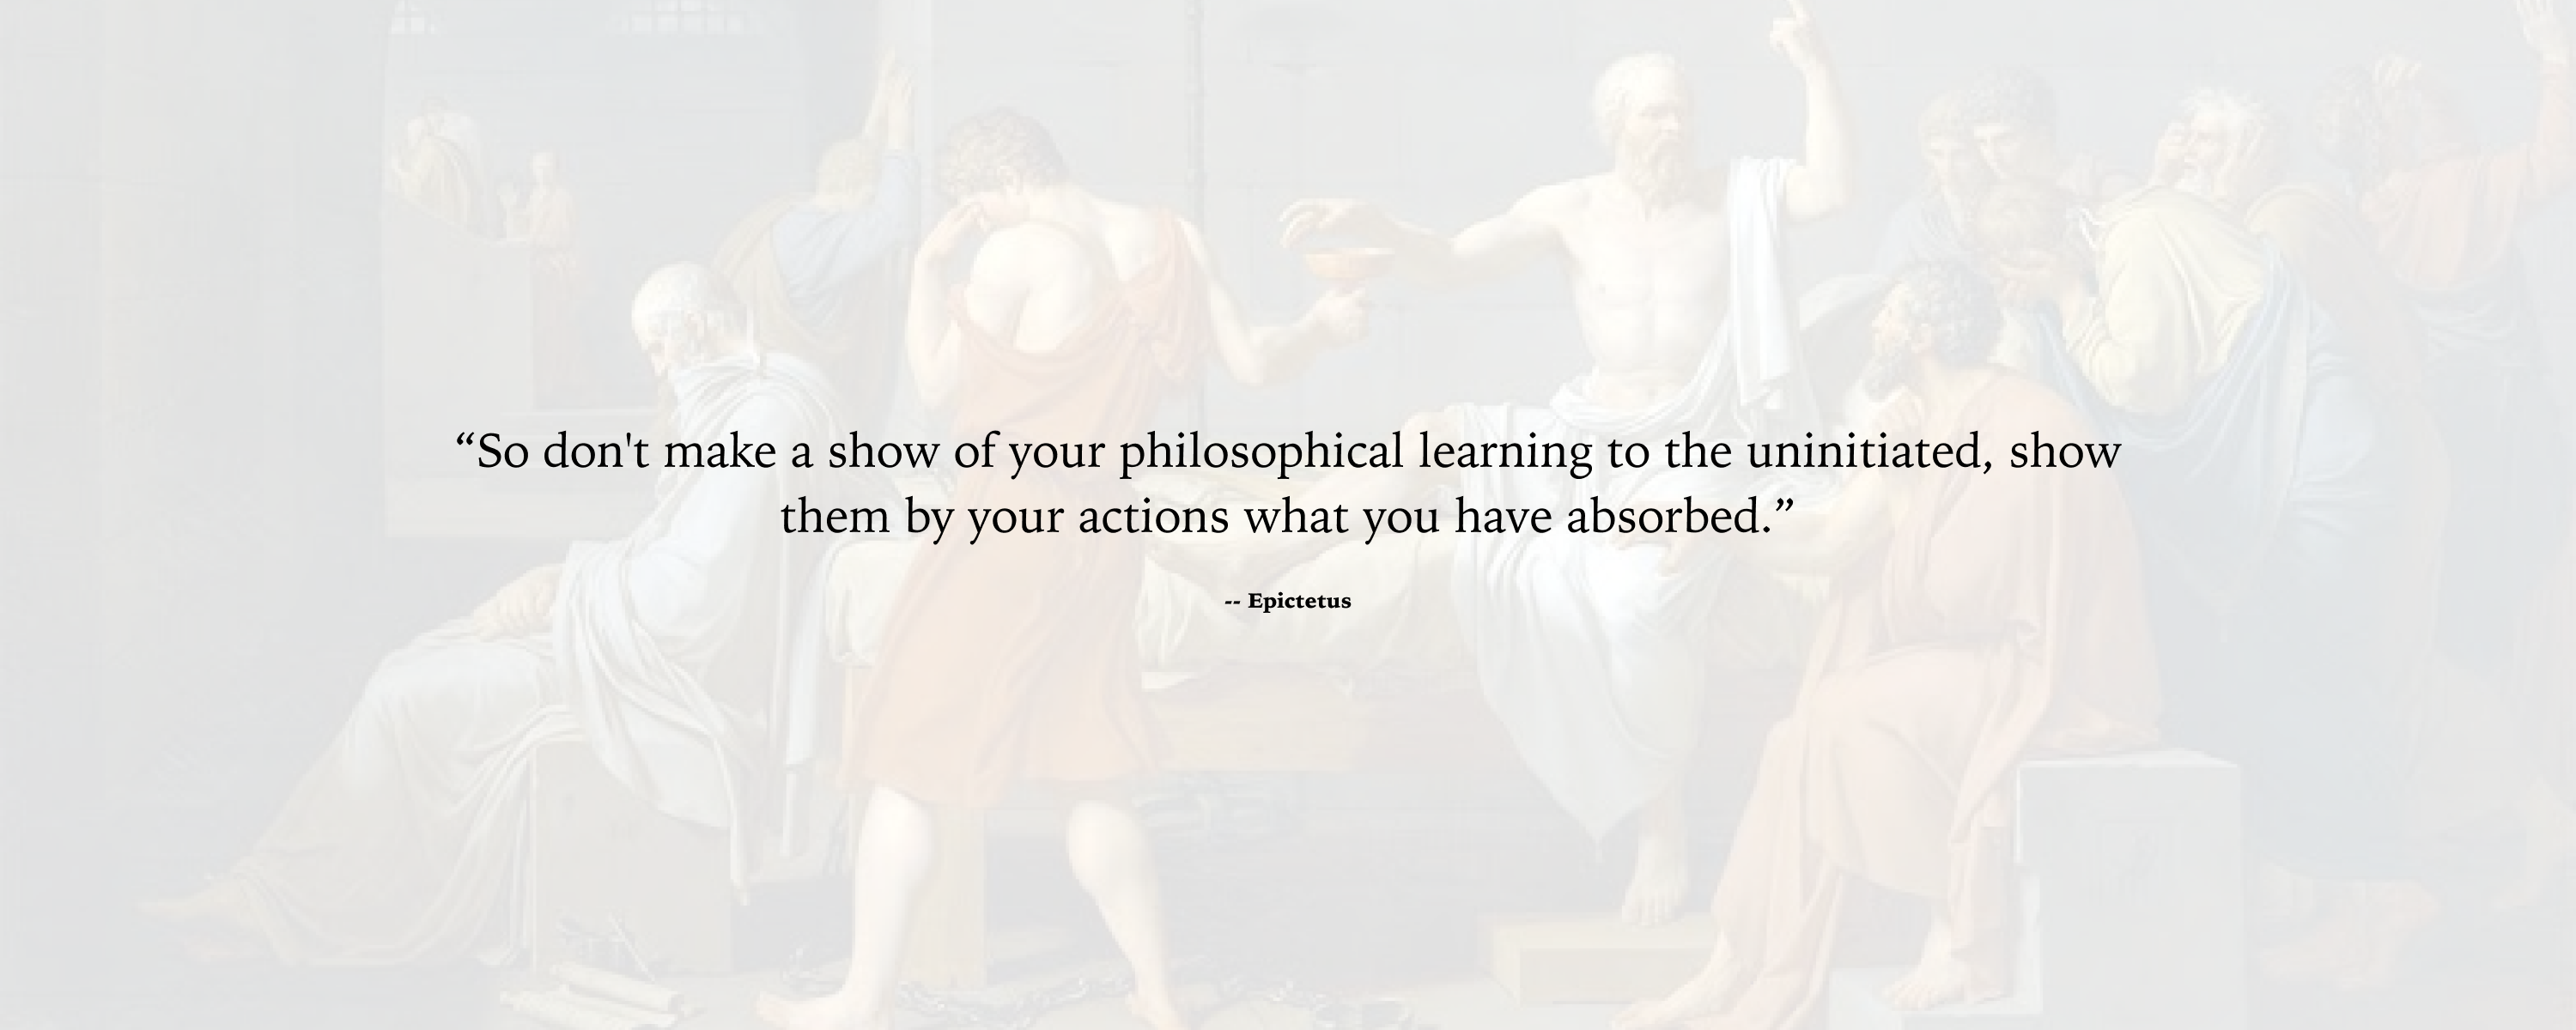 “So don't make a show of your philosophical learning to the uninitiated, show
them by your actions what you have absorbed.”
-- Epictetus